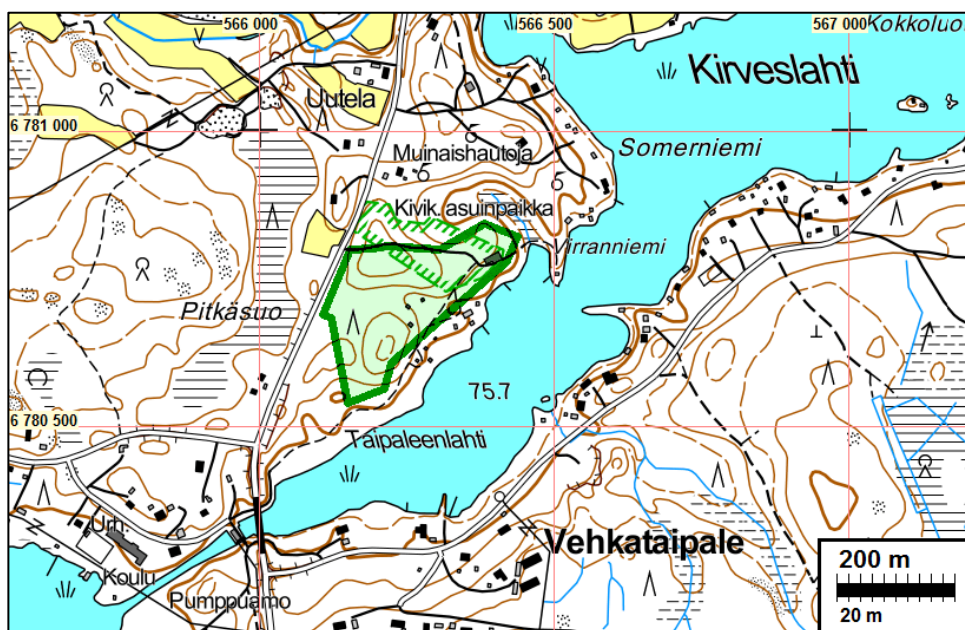 566 000
566 500
567 000
Kokkoluo
Kirveslahti
Uutela
6 781 000
Muinaishautoja
Somerniemi
Kivik. asuinpaikka
Virranniemi
Pitkäsuo
75.7
6 780 500
Taipaleenlahti
Urh.
Vehkataipale
Koulu
Pumppuamo
200 m
20 m